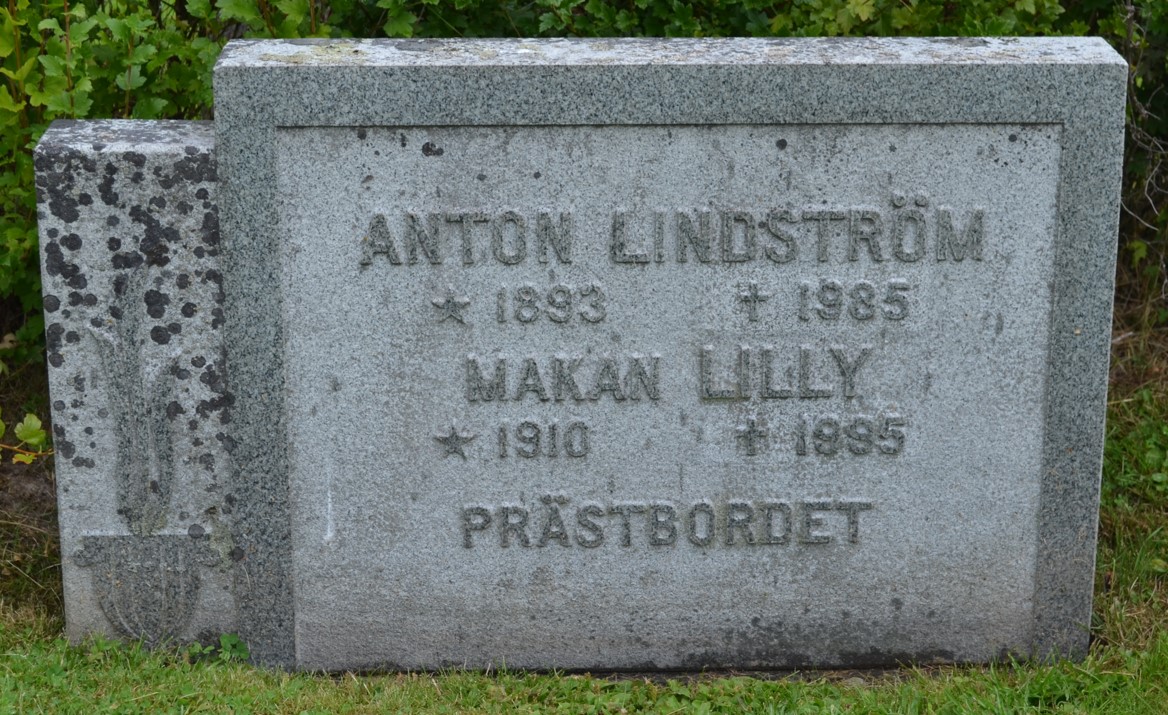 ANTON LINDSTRÖM
★ 1893 ✝ 1985
MAKAN LILLY
★ 1910 ✝ 1995
PRÄSTBORDET